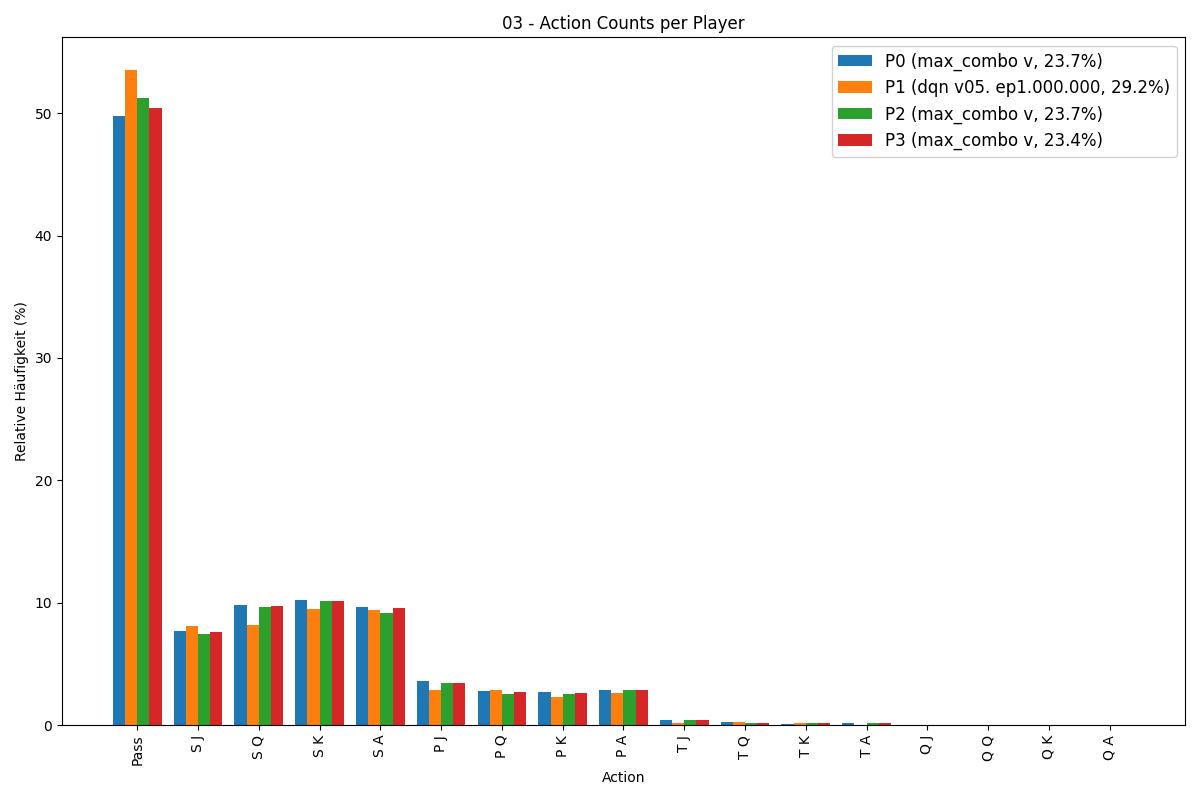 03 - Action Counts per Player
P0 (max_combo v, 23.7%)
P1 (dqn v05. ep1.000.000, 29.2%)
P2 (max_combo v, 23.7%)
P3 (max_combo v, 23.4%)
Relative Häufigkeit (%)
50
40
30
20
10
0
Pass
S J
S Q
S K
S A
P J
P Q
P K
P A
T J
T Q
T K
T A
Q J
Q Q
Q K
Q A
Action